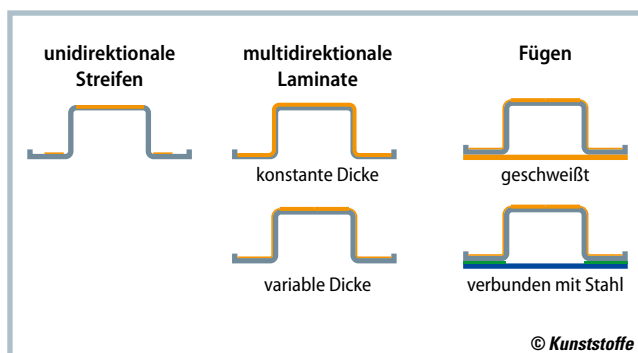 unidirektionale
Streifen
multidirektionale
Laminate
Fügen
konstante Dicke
geschweißt
variable Dicke
verbunden mit Stahl
© Kunststoffe